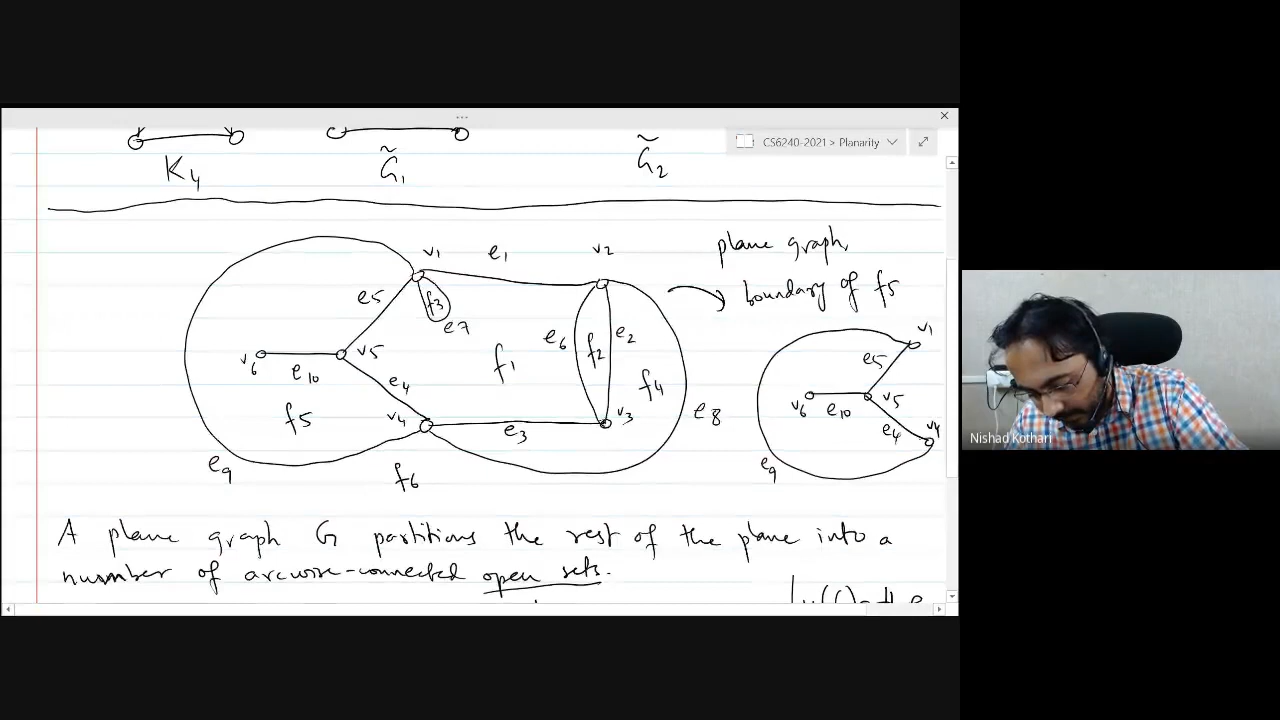 CS6240-2021 > Planarity
K4
G̃1
G̃2
v1
e1
v2
plane graph,
boundary of f5
e5
f3
e7
v6
e10
v5
e4
f1
e6
f2
e2
f4
f5
v4
e3
v3
e8
e9
f6
v1
e5
v6
e10
v5
e4
v4
e9
Nishad Kothari
A plane graph G partitions the rest of the plane into a
number of arcwise-connected open sets.